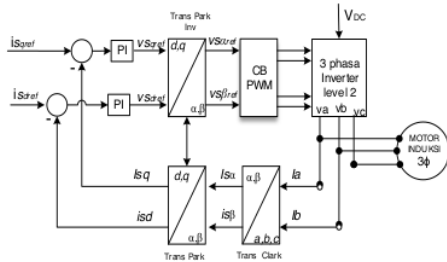 Trans Park
Inv
V DC
isqref
PI
vsqref
d,q
vsαref
CB
PWM
3 phasa
Inverter
level 2
isdref
PI
vsdref
α,β
vsβref
va vb vc
MOTOR
INDUKSI
3ϕ
Isq
d,q
Isα
α,β
Ia
isd
α,β
isβ
a,b,c
Ib
Trans Park
Trans Clark